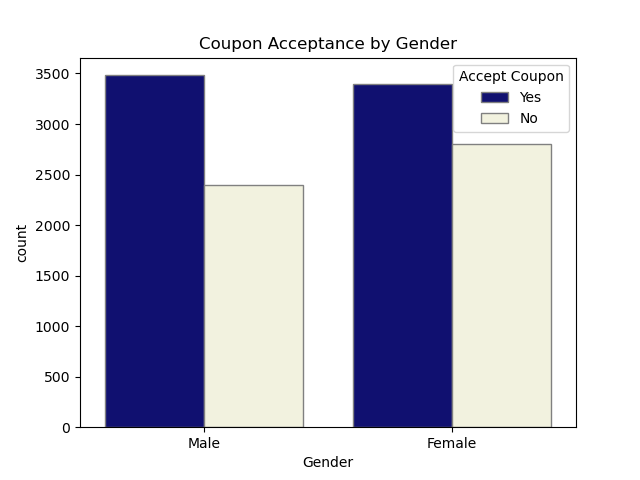 Coupon Acceptance by Gender
Accept Coupon
Yes
No
3500
3000
2500
2000
1500
1000
500
0
count
Male
Female
Gender